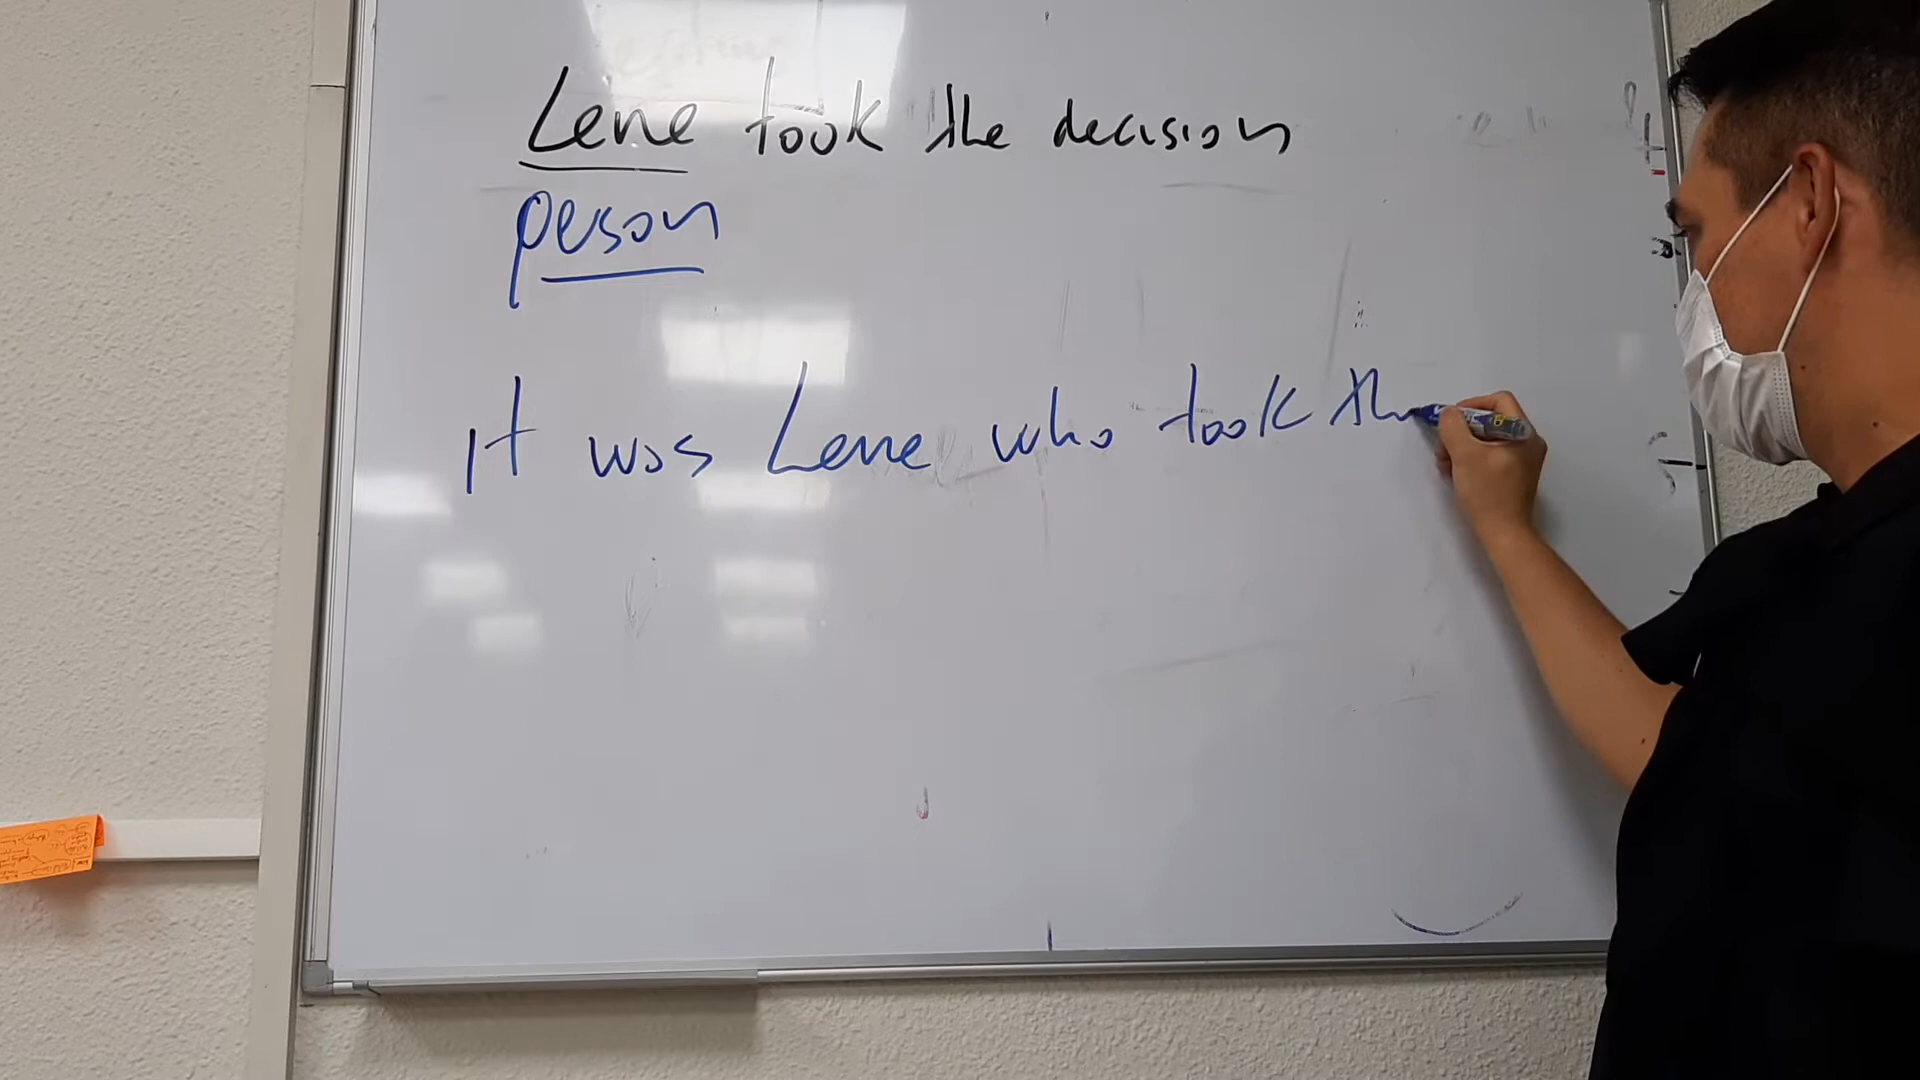 Lene took the decision
person
It was Lene who took the